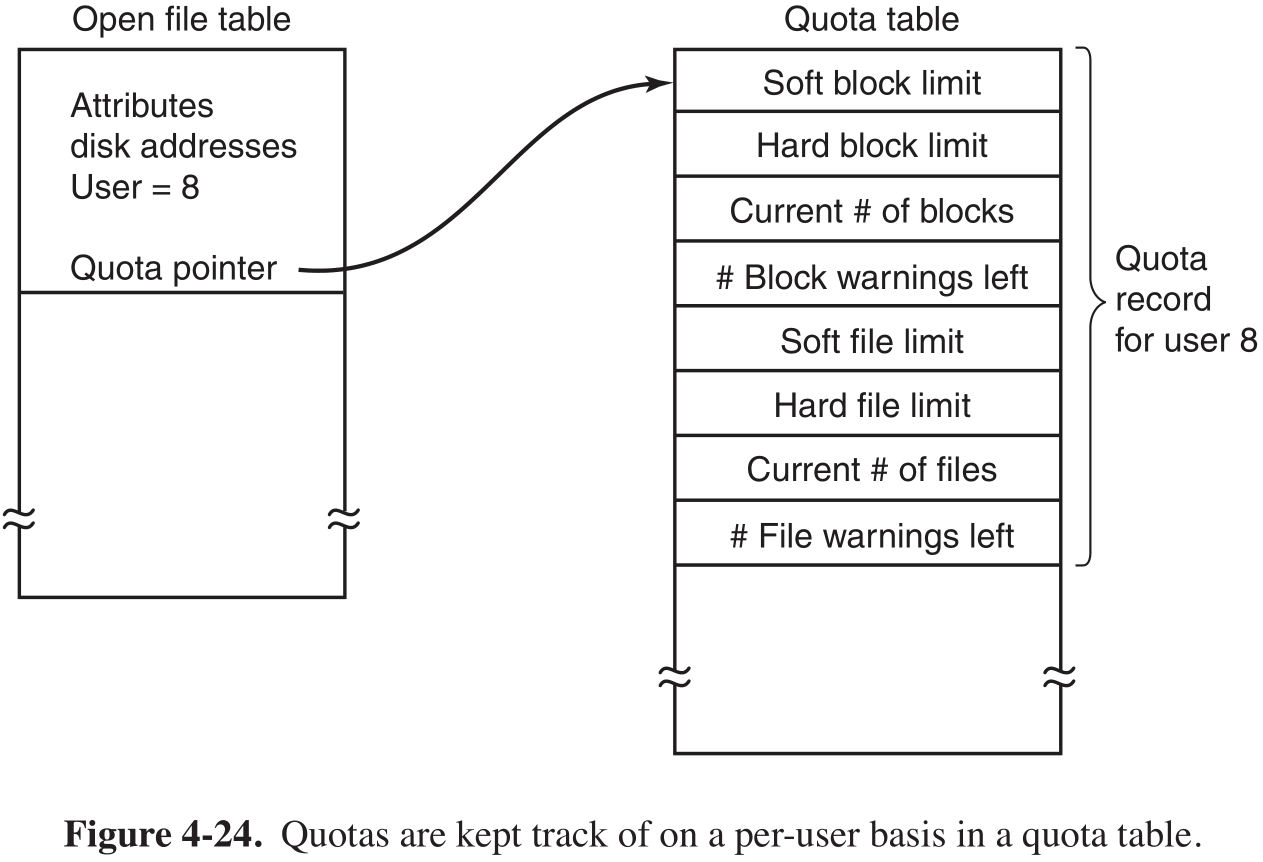 Open file table
Attributes
disk addresses
User = 8
Quota pointer
Quota table
Soft block limit
Hard block limit
Current # of blocks
# Block warnings left
Soft file limit
Hard file limit
Current # of files
# File warnings left
Quota
record
for user 8
Figure 4-24. Quotas are kept track of on a per-user basis in a quota table.